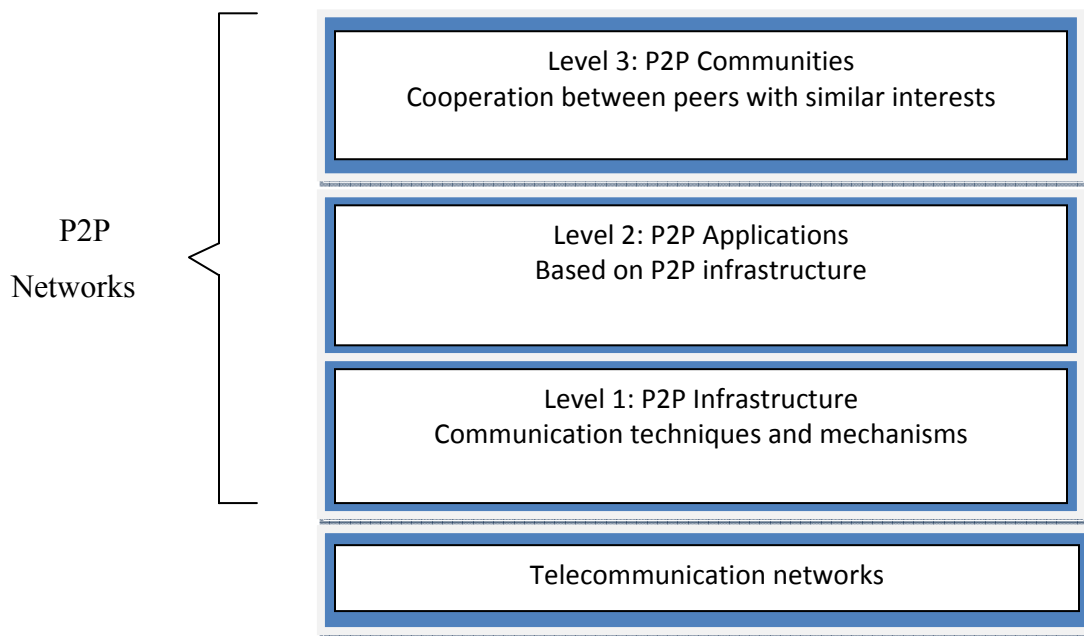 P2P
Networks
Level 3: P2P Communities
Cooperation between peers with similar interests
Level 2: P2P Applications
Based on P2P infrastructure
Level 1: P2P Infrastructure
Communication techniques and mechanisms
Telecommunication networks